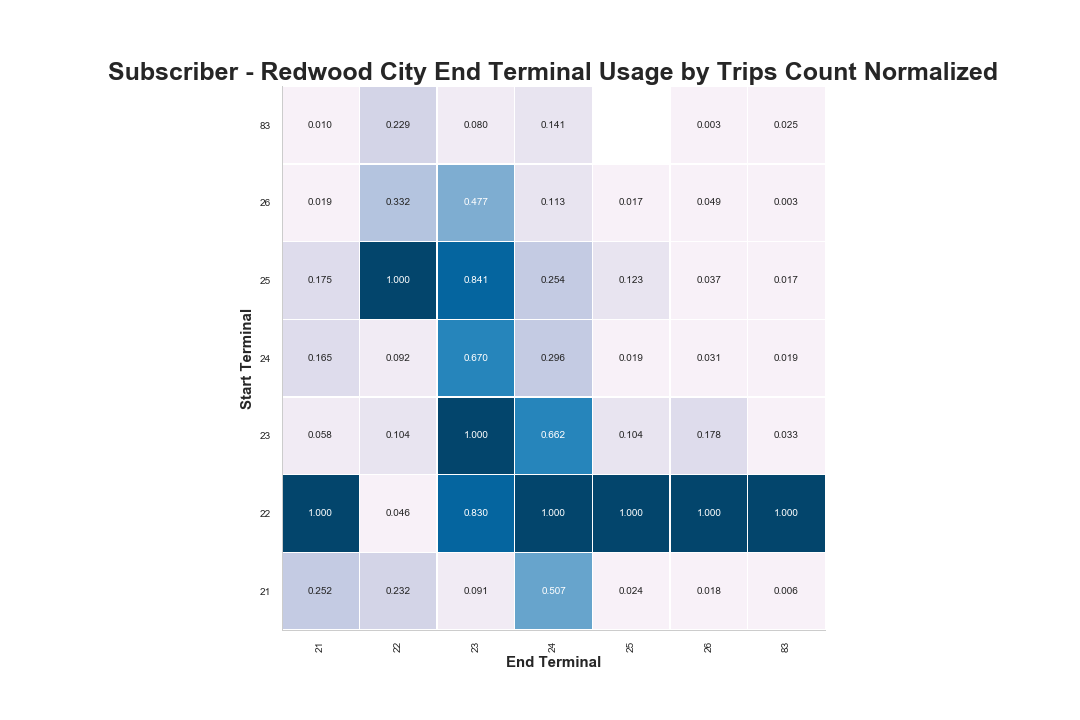 Subscriber - Redwood City End Terminal Usage by Trips Count Normalized
83 0.010 0.229 0.080 0.141 0.003 0.025
26 0.019 0.332 0.477 0.113 0.017 0.049 0.003
25 0.175 1.000 0.841 0.254 0.123 0.037 0.017
24 0.165 0.092 0.670 0.296 0.019 0.031 0.019
Start Terminal
23 0.058 0.104 1.000 0.662 0.104 0.178 0.033
22 1.000 0.046 0.830 1.000 1.000 1.000 1.000
21 0.252 0.232 0.091 0.507 0.024 0.018 0.006
21 22 23 24 25 26 83
End Terminal